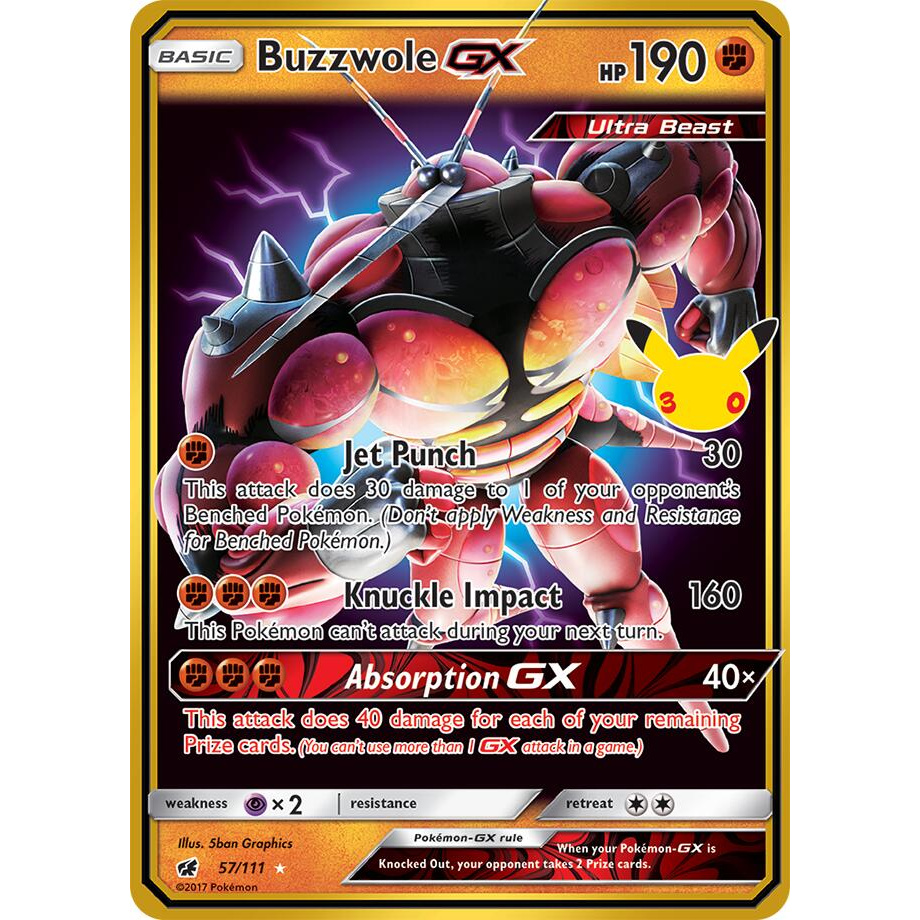 BASIC Buzzwole GX HP 190
Ultra Beast
3 0
Jet Punch 30
This attack does 30 damage to 1 of your opponent's
Benched Pokémon. (Don't apply Weakness and Resistance
for Benched Pokémon.)
Knuckle Impact 160
This Pokémon can't attack during your next turn.
Absorption GX 40×
This attack does 40 damage for each of your remaining
Prize cards. (You can't use more than 1 GX attack in a game.)
weakness ×2 resistance retreat
Illus. 5ban Graphics
57/111
©2017 Pokémon
Pokémon-GX rule
When your Pokémon-GX is
Knocked Out, your opponent takes 2 Prize cards.